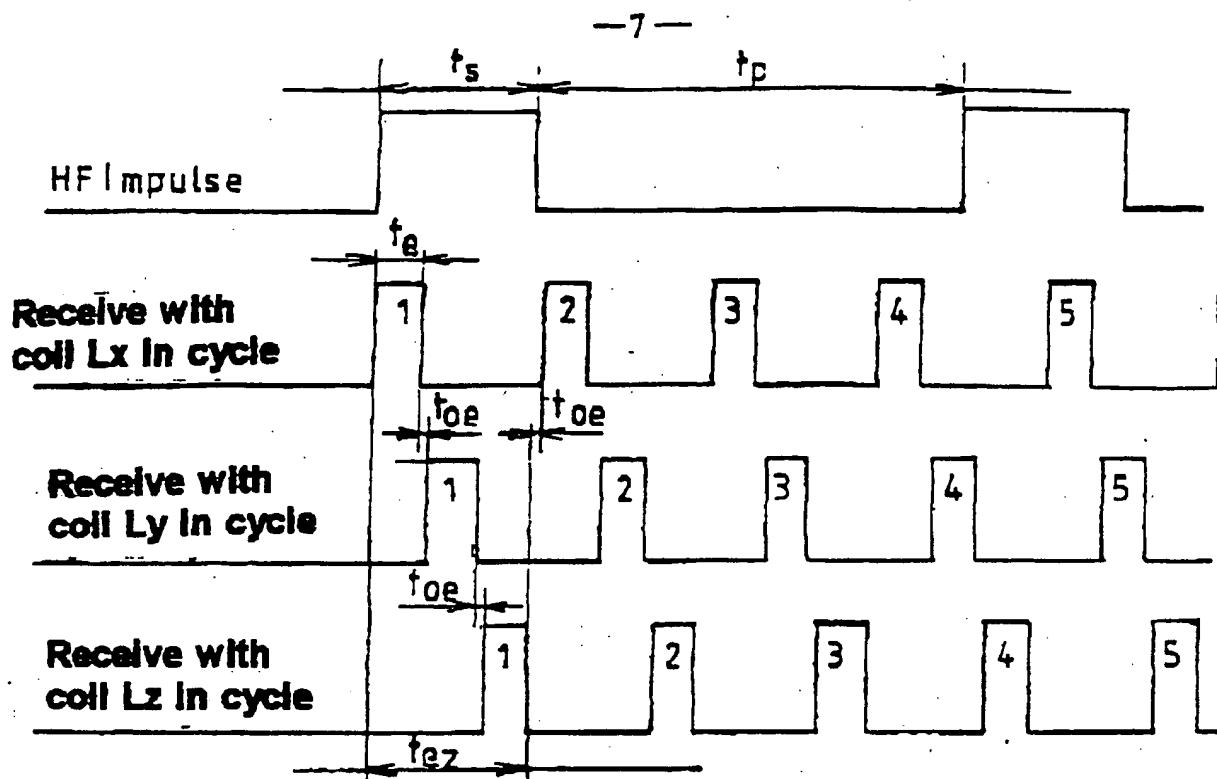 —7—
ts tp
HF Impulse
te
Receive with
coil Lx in cycle
1 2 3 4 5
toe toe
Receive with
coil Ly in cycle
1 2 3 4 5
toe
Receive with
coil Lz in cycle
1 2 3 4 5
tez